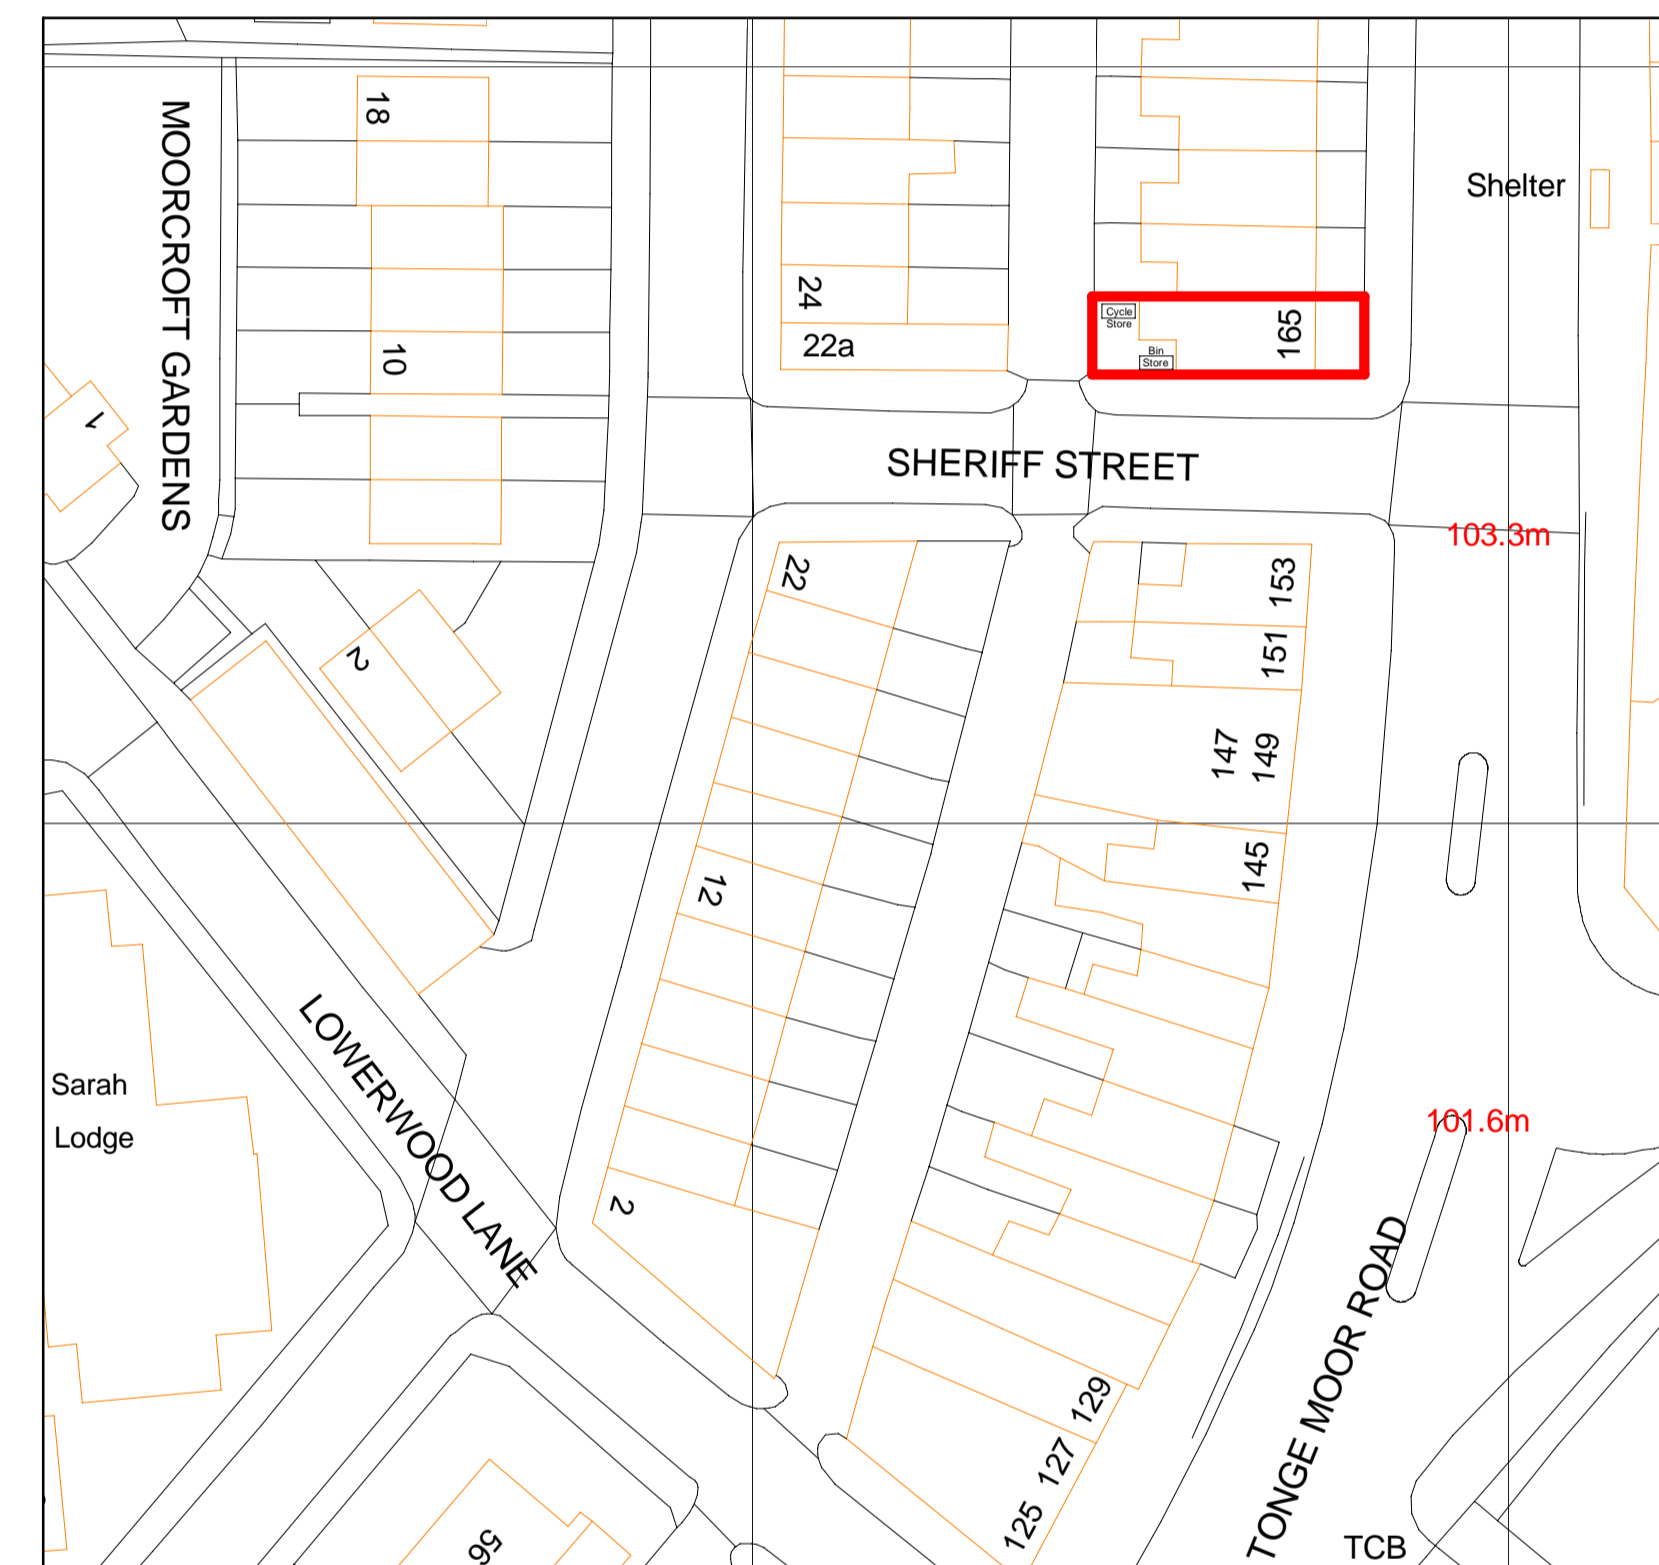 18
MOORCROFT GARDENS
Shelter
24
22a
Cycle
Store
Bin
Store
165
10
1
SHERIFF STREET
103.3m
22
153
151
2
147
149
145
12
Sarah
Lodge
LOWERWOOD LANE
101.6m
2
TONGE MOOR ROAD
129
127
125
56
TCB